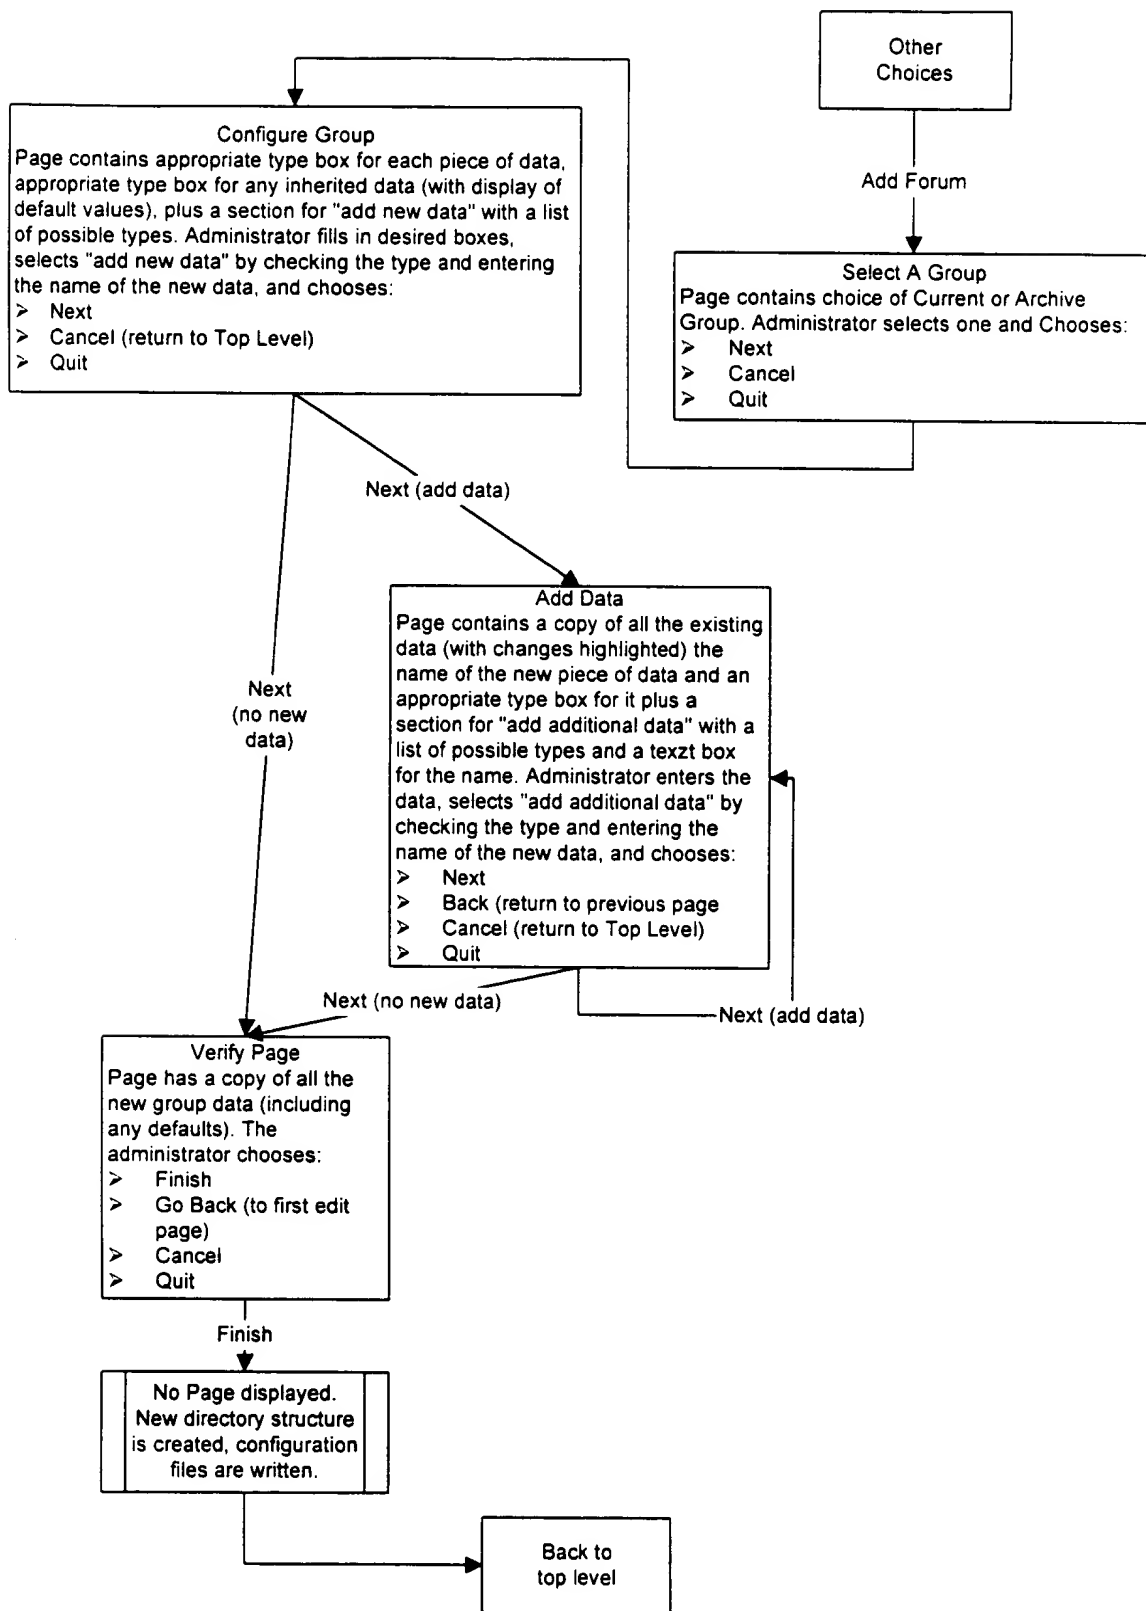 Other
Choices
Add Forum
Select A Group
Page contains choice of Current or Archive
Group. Administrator selects one and Chooses:
➢ Next
➢ Cancel
➢ Quit
Configure Group
Page contains appropriate type box for each piece of data,
appropriate type box for any inherited data (with display of
default values), plus a section for "add new data" with a list
of possible types. Administrator fills in desired boxes,
selects "add new data" by checking the type and entering
the name of the new data, and chooses:
➢ Next
➢ Cancel (return to Top Level)
➢ Quit
Next (add data)
Next
(no new
data)
Add Data
Page contains a copy of all the existing
data (with changes highlighted) the
name of the new piece of data and an
appropriate type box for it plus a
section for "add additional data" with a
list of possible types and a texzt box
for the name. Administrator enters the
data, selects "add additional data" by
checking the type and entering the
name of the new data, and chooses:
➢ Next
➢ Back (return to previous page
➢ Cancel (return to Top Level)
➢ Quit
Next (no new data)
Next (add data)
Verify Page
Page has a copy of all the
new group data (including
any defaults). The
administrator chooses:
➢ Finish
➢ Go Back (to first edit
page)
➢ Cancel
➢ Quit
Finish
No Page displayed.
New directory structure
is created, configuration
files are written.
Back to
top level